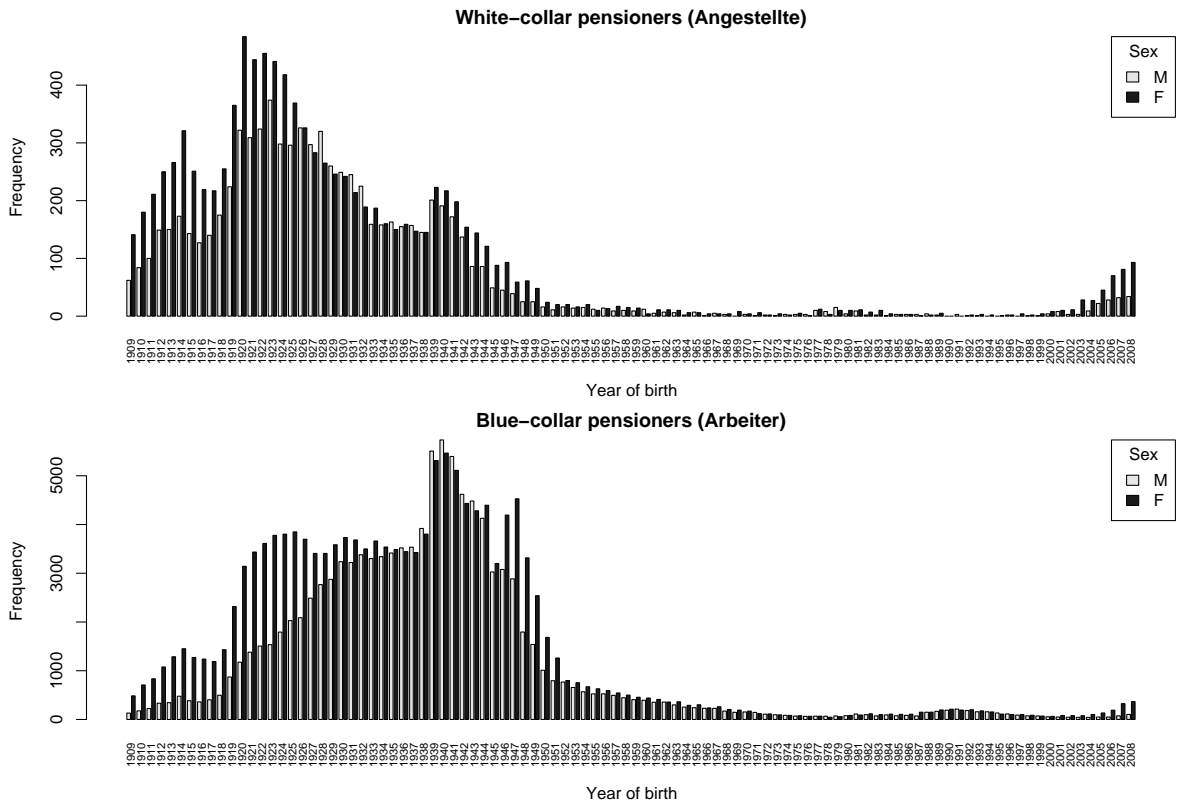 White−collar pensioners (Angestellte)
Sex
M
F
Frequency
400
300
200
100
0
1909 1910 1911 1912 1913 1914 1915 1916 1917 1918 1919 1920 1921 1922 1923 1924 1925 1926 1927 1928 1929 1930 1931 1932 1933 1934 1935 1936 1937 1938 1939 1940 1941 1942 1943 1944 1945 1946 1947 1948 1949 1950 1951 1952 1953 1954 1955 1956 1957 1958 1959 1960 1961 1962 1963 1964 1965 1966 1967 1968 1969 1970 1971 1972 1973 1974 1975 1976 1977 1978 1979 1980 1981 1982 1983 1984 1985 1986 1987 1988 1989 1990 1991 1992 1993 1994 1995 1996 1997 1998 1999 2000 2001 2002 2003 2004 2005 2006 2007 2008
Year of birth
Blue−collar pensioners (Arbeiter)
Sex
M
F
Frequency
5000
3000
1000
0
1909 1910 1911 1912 1913 1914 1915 1916 1917 1918 1919 1920 1921 1922 1923 1924 1925 1926 1927 1928 1929 1930 1931 1932 1933 1934 1935 1936 1937 1938 1939 1940 1941 1942 1943 1944 1945 1946 1947 1948 1949 1950 1951 1952 1953 1954 1955 1956 1957 1958 1959 1960 1961 1962 1963 1964 1965 1966 1967 1968 1969 1970 1971 1972 1973 1974 1975 1976 1977 1978 1979 1980 1981 1982 1983 1984 1985 1986 1987 1988 1989 1990 1991 1992 1993 1994 1995 1996 1997 1998 1999 2000 2001 2002 2003 2004 2005 2006 2007 2008
Year of birth